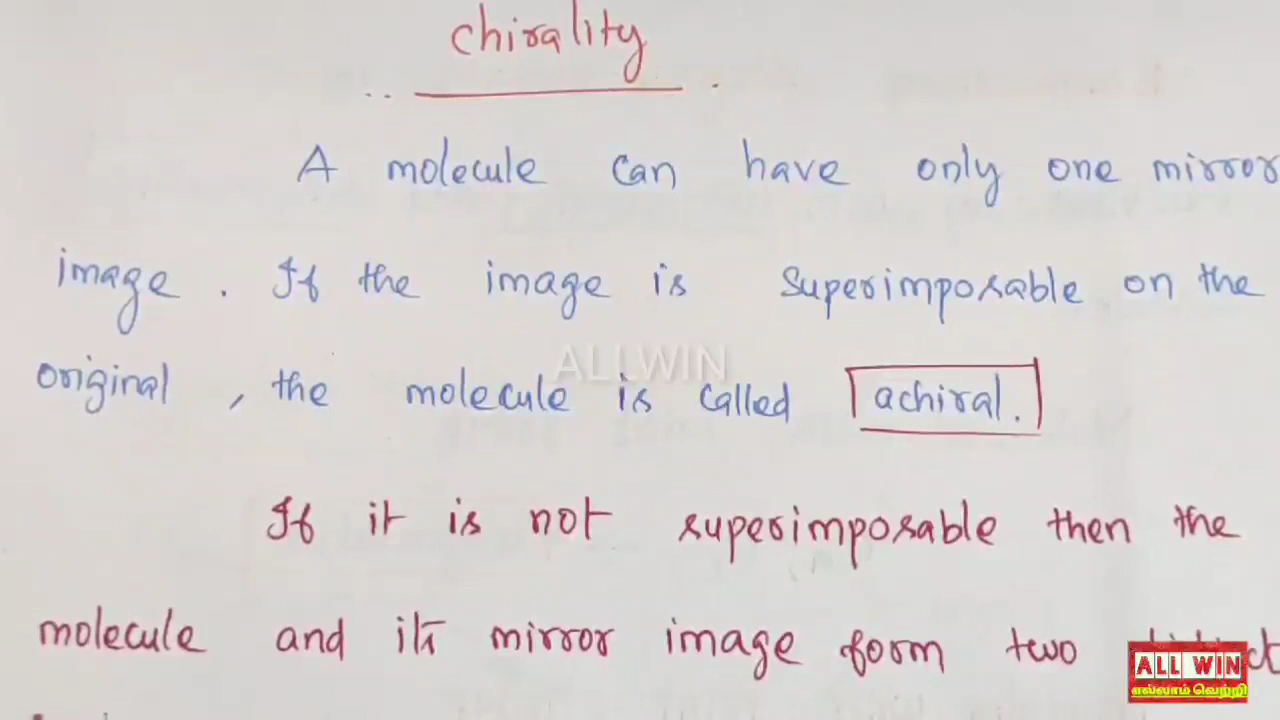 chirality
A molecule can have only one mirror
image. If the image is superimposable on the
original, the molecule is called achiral.
ALLWIN
If it is not superimposable then the
molecule and its mirror image form two
ALL WIN
எல்லாம் வெற்றி